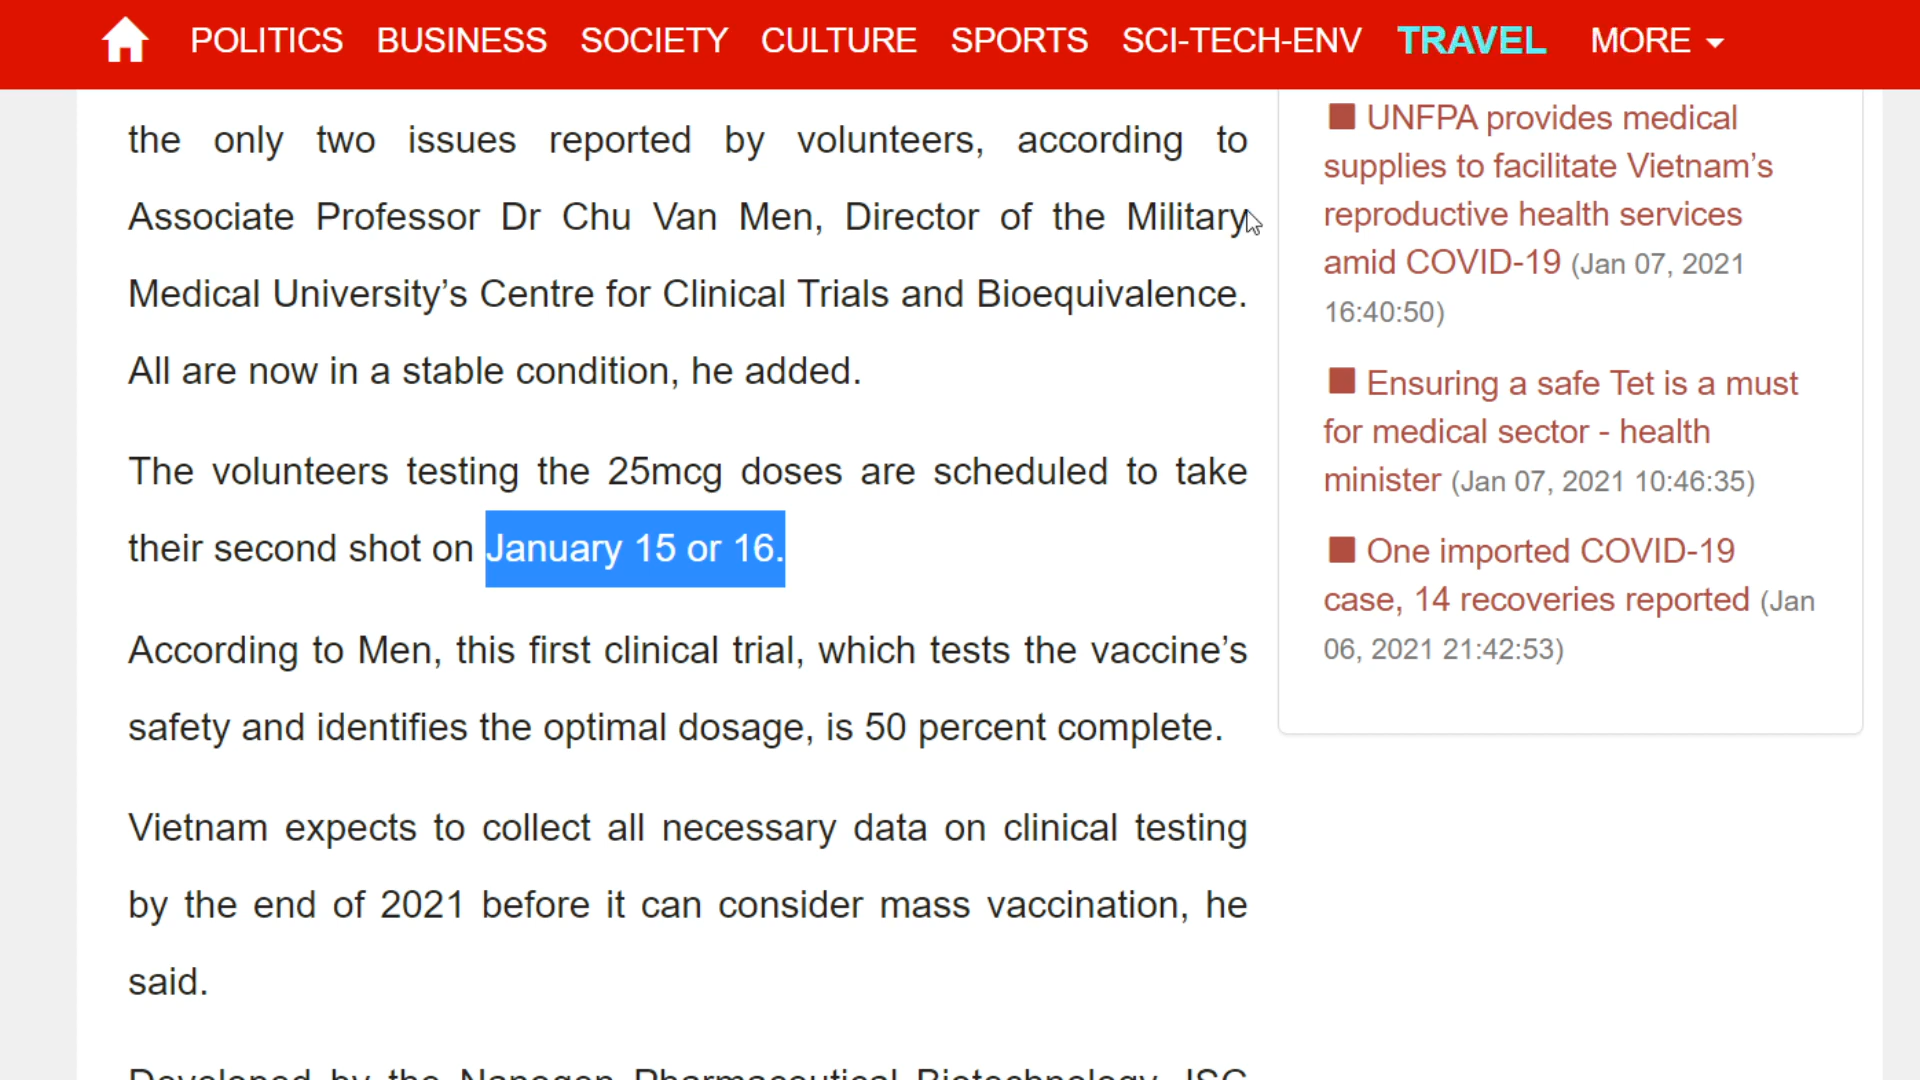 POLITICS BUSINESS SOCIETY CULTURE SPORTS SCI-TECH-ENV TRAVEL MORE
the only two issues reported by volunteers, according to
Associate Professor Dr Chu Van Men, Director of the Military
Medical University’s Centre for Clinical Trials and Bioequivalence.
All are now in a stable condition, he added.
The volunteers testing the 25mcg doses are scheduled to take
their second shot on January 15 or 16.
According to Men, this first clinical trial, which tests the vaccine’s
safety and identifies the optimal dosage, is 50 percent complete.
Vietnam expects to collect all necessary data on clinical testing
by the end of 2021 before it can consider mass vaccination, he
said.
Developed by the Nanogen Pharmaceutical Biotechnology JSC
UNFPA provides medical
supplies to facilitate Vietnam’s
reproductive health services
amid COVID-19 (Jan 07, 2021
16:40:50)
Ensuring a safe Tet is a must
for medical sector - health
minister (Jan 07, 2021 10:46:35)
One imported COVID-19
case, 14 recoveries reported (Jan
06, 2021 21:42:53)